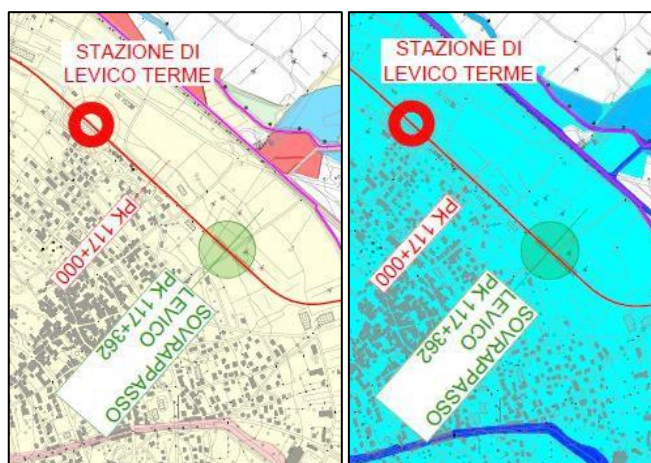 STAZIONE DI
LEVICO TERME
PK 117+000
SOVRAPPASSO
LEVICO
PK 117+362
STAZIONE DI
LEVICO TERME
PK 117+000
SOVRAPPASSO
LEVICO
PK 117+362